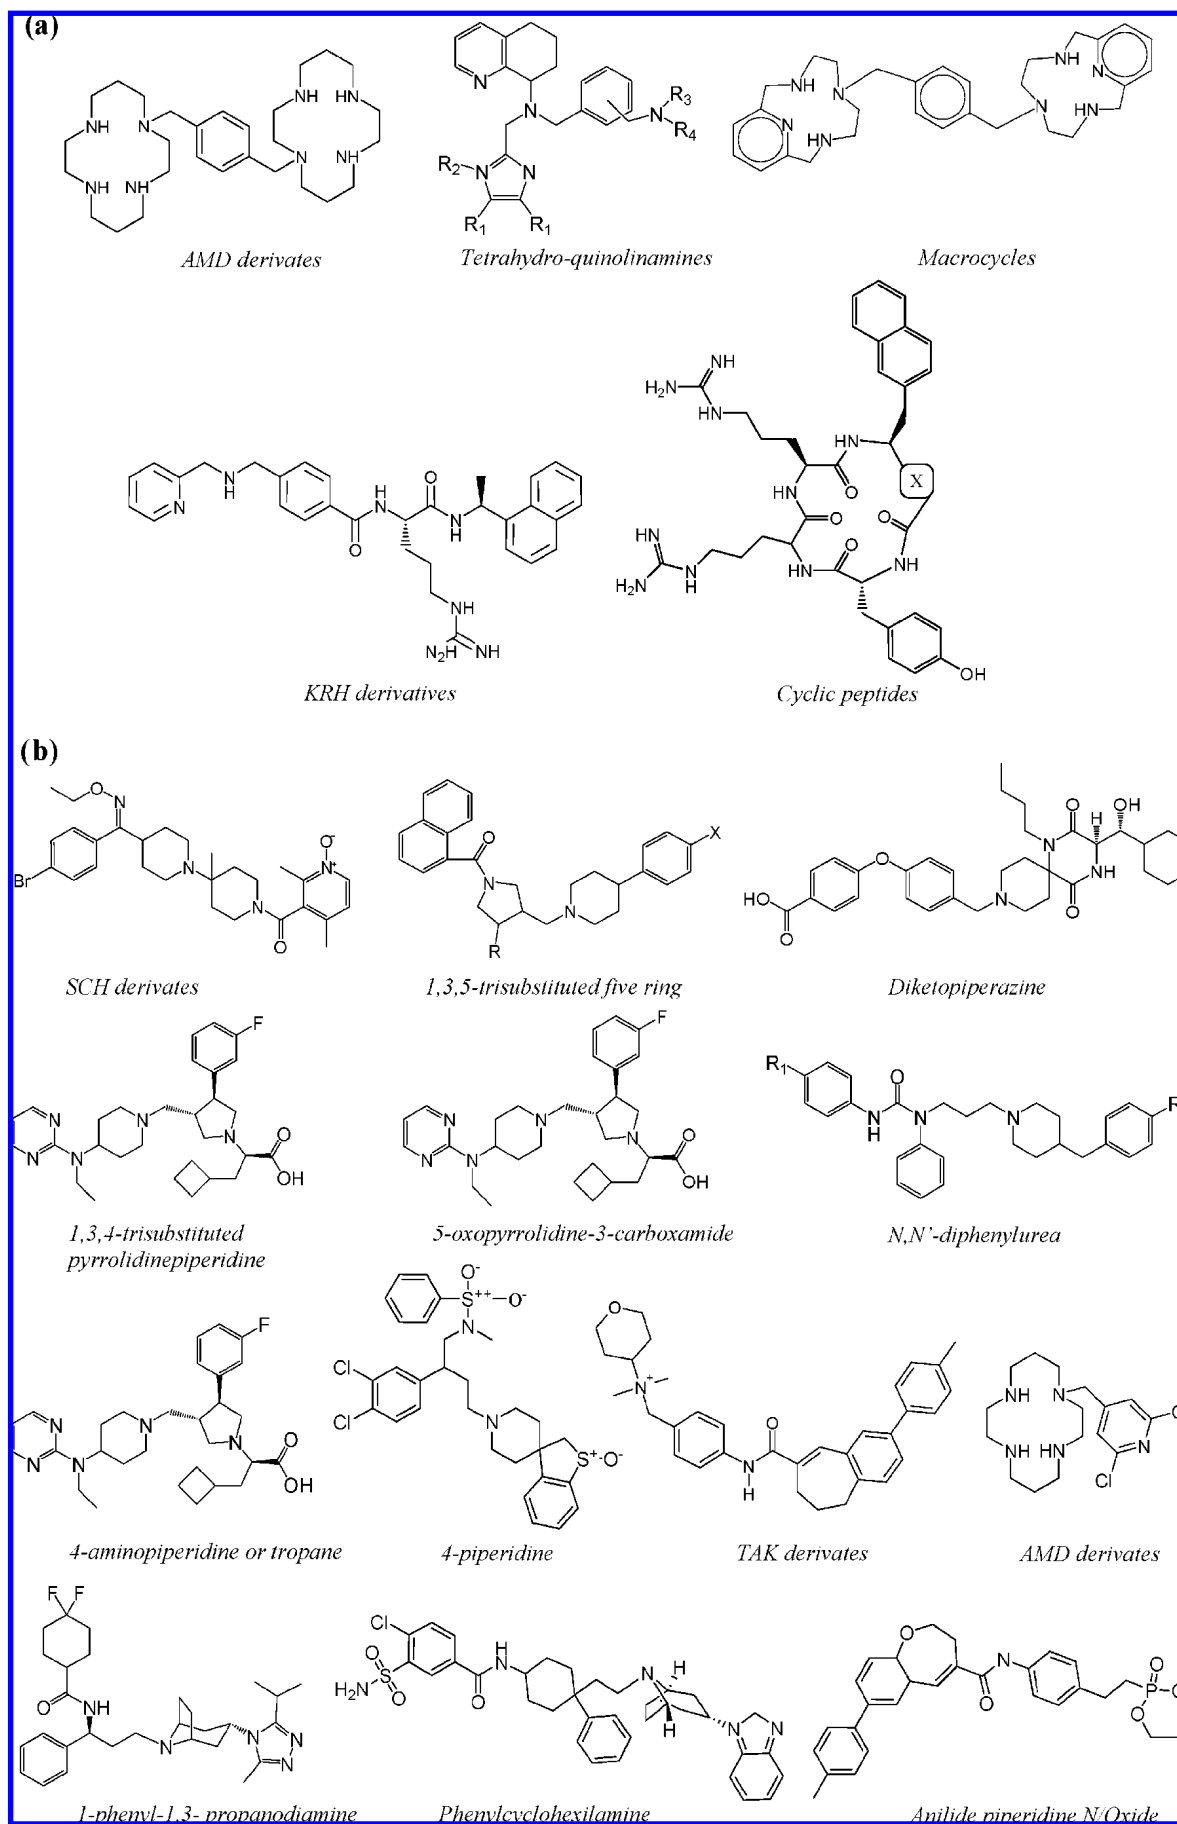 (a)
AMD derivates
Tetrahydro-quinolinamines
Macrocycles
KRH derivatives
Cyclic peptides
(b)
SCH derivates
1,3,5-trisubstituted five ring
Diketopiperazine
1,3,4-trisubstituted
pyrrolidinepiperidine
5-oxopyrrolidine-3-carboxamide
N,N'-diphenylurea
4-aminopiperidine or tropane
4-piperidine
TAK derivates
AMD derivates
1-phenyl-1,3- propanodiamine
Phenylcyclohexilamine
Anilide piperidine N/Oxide